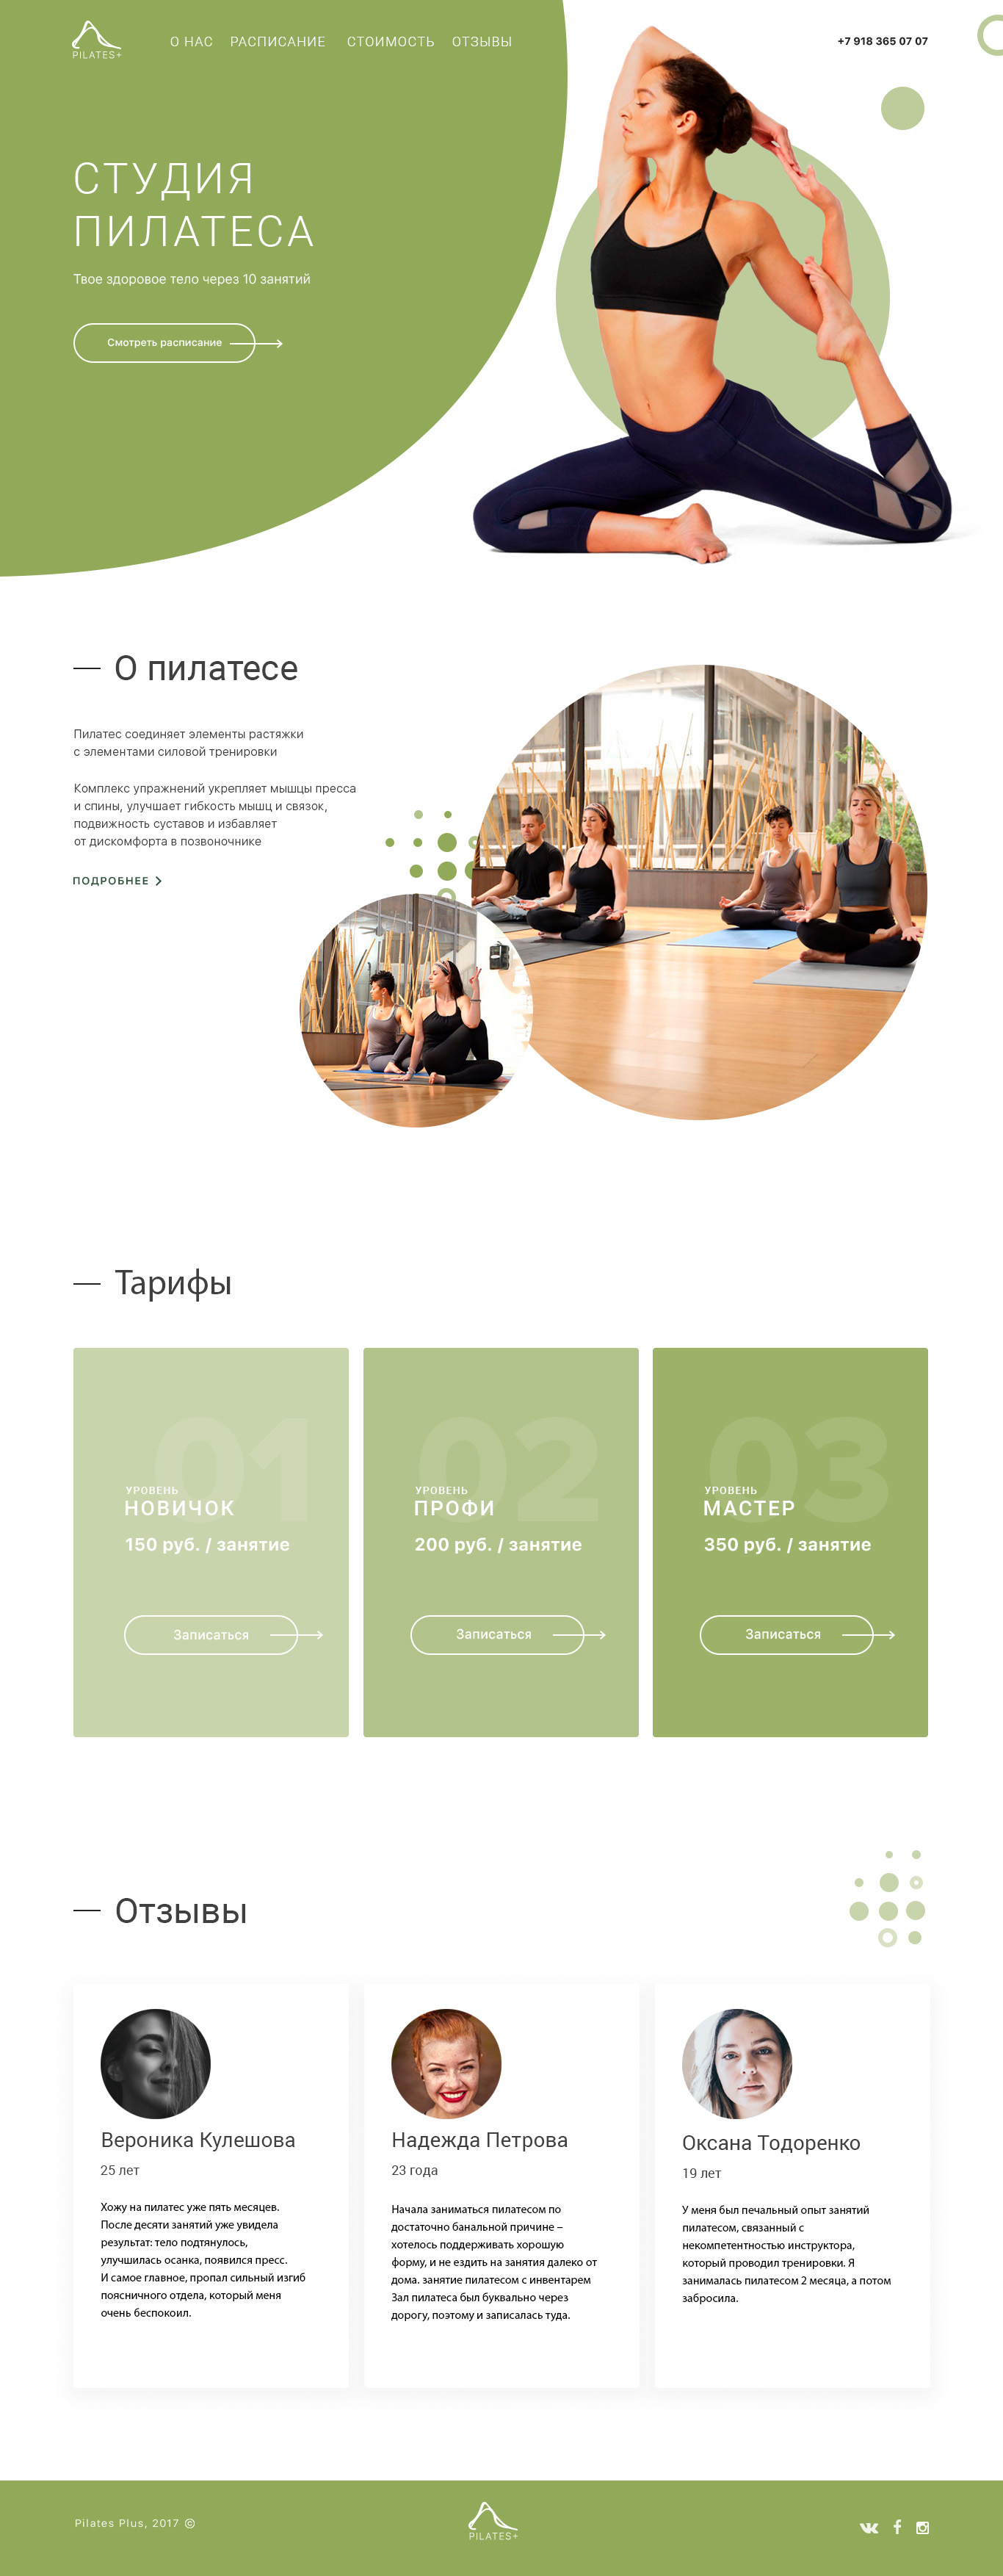 PILATES+
О НАС РАСПИСАНИЕ СТОИМОСТЬ ОТЗЫВЫ
+7 918 365 07 07
СТУДИЯ
ПИЛАТЕСА
Твое здоровое тело через 10 занятий
Смотреть расписание
О пилатесе
Пилатес соединяет элементы растяжки
с элементами силовой тренировки
Комплекс упражнений укрепляет мышцы пресса
и спины, улучшает гибкость мышц и связок,
подвижность суставов и избавляет
от дискомфорта в позвоночнике
ПОДРОБНЕЕ
Тарифы
01
УРОВЕНЬ
НОВИЧОК
150 руб. / занятие
Записаться
02
УРОВЕНЬ
ПРОФИ
200 руб. / занятие
Записаться
03
УРОВЕНЬ
МАСТЕР
350 руб. / занятие
Записаться
Отзывы
Вероника Кулешова
25 лет
Хожу на пилатес уже пять месяцев.
После десяти занятий уже увидела
результат: тело подтянулось,
улучшилась осанка, появился пресс.
И самое главное, пропал сильный изгиб
поясничного отдела, который меня
очень беспокоил.
Надежда Петрова
23 года
Начала заниматься пилатесом по
достаточно банальной причине –
хотелось поддерживать хорошую
форму, и не ездить на занятия далеко от
дома. занятие пилатесом с инвентарем
Зал пилатеса был буквально через
дорогу, поэтому и записалась туда.
Оксана Тодоренко
19 лет
У меня был печальный опыт занятий
пилатесом, связанный с
некомпетентностью инструктора,
который проводил тренировки. Я
занималась пилатесом 2 месяца, а потом
забросила.
Pilates Plus, 2017 ©
PILATES+